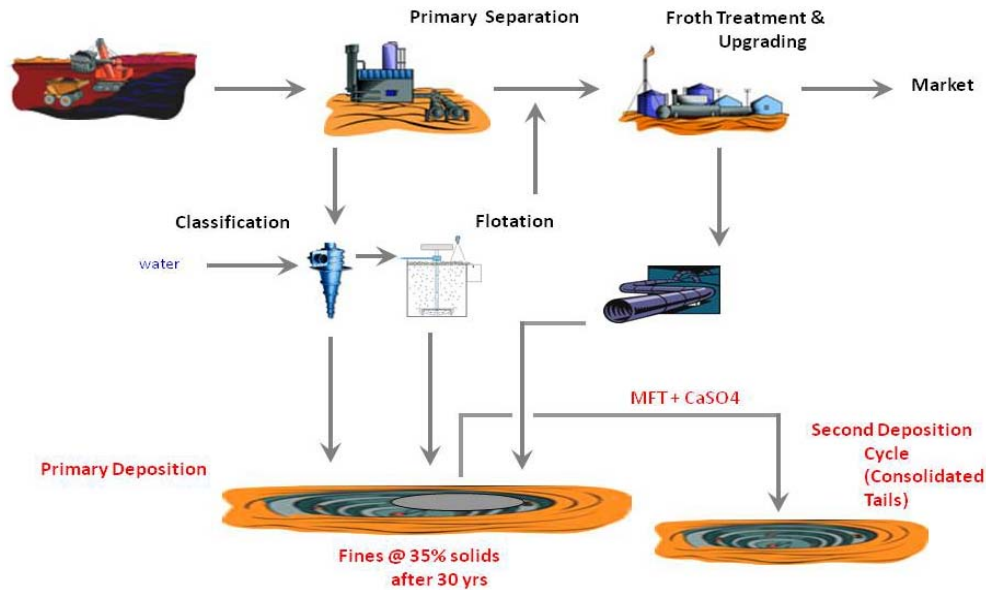 Primary Separation
Froth Treatment &
Upgrading
Market
Classification
Flotation
water
MFT + CaSO4
Second Deposition
Cycle
(Consolidated
Tails)
Primary Deposition
Fines @ 35% solids
after 30 yrs